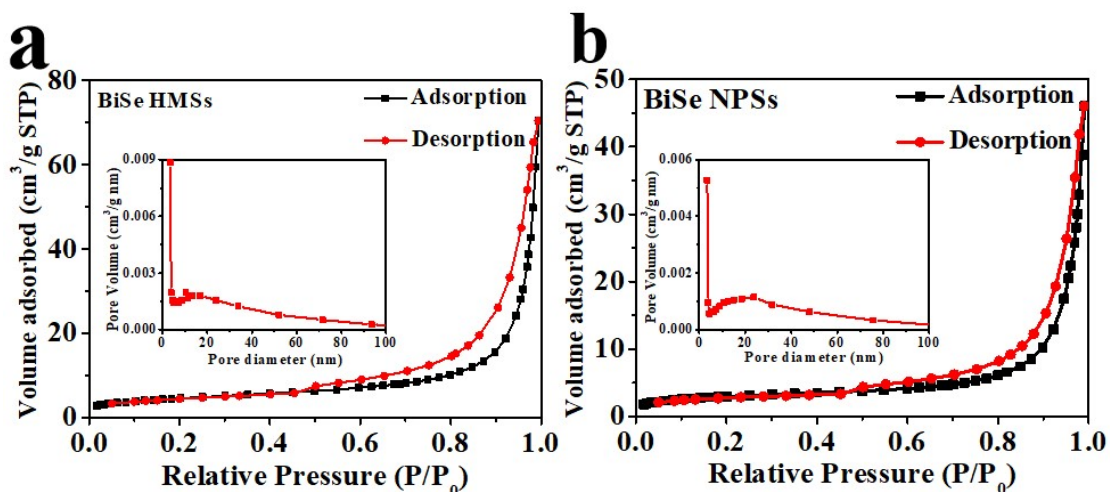 a
BiSe HMSs
Adsorption
Desorption
Volume adsorbed (cm³/g STP)
80
60
40
20
0
0.0 0.2 0.4 0.6 0.8 1.0
Relative Pressure (P/P₀)
Pore Volume (cm³/g nm)
0.009
0.006
0.003
0.000
0 20 40 60 80 100
Pore diameter (nm)
b
BiSe NPSs
Adsorption
Desorption
Volume adsorbed (cm³/g STP)
50
40
30
20
10
0
0.0 0.2 0.4 0.6 0.8 1.0
Relative Pressure (P/P₀)
Pore Volume (cm³/g nm)
0.006
0.004
0.002
0.000
0 20 40 60 80 100
Pore diameter (nm)